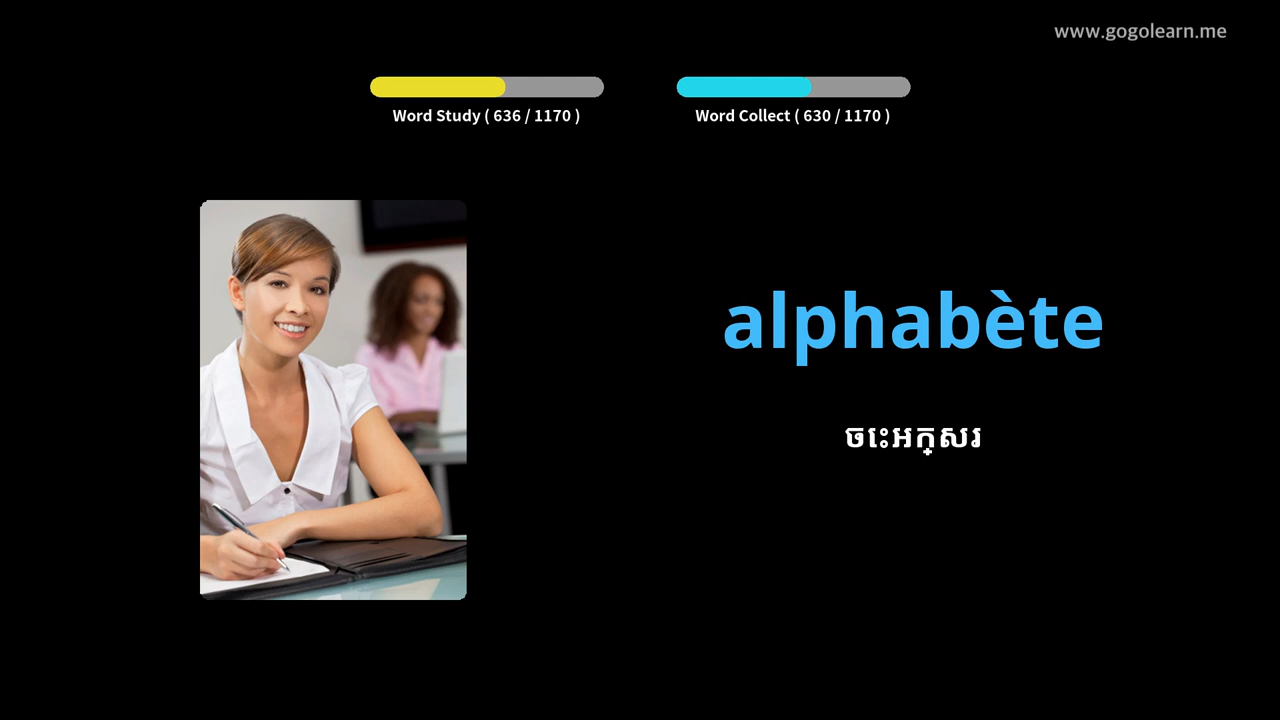 www.gogolearn.me
Word Study ( 636 / 1170 )
Word Collect ( 630 / 1170 )
alphabète
ចេះអក្សរ